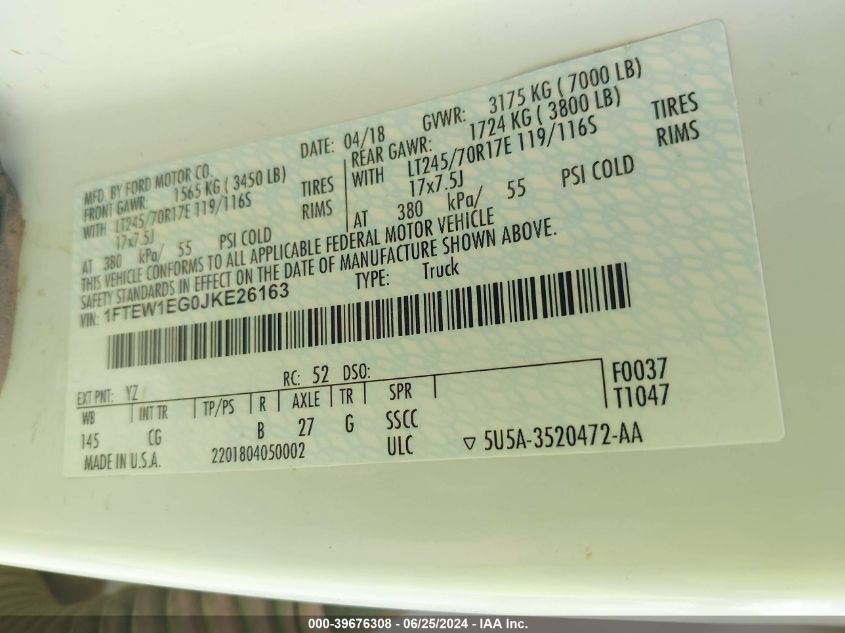 MFD. BY FORD MOTOR CO. DATE: 04/18 GVWR: 3175 KG ( 7000 LB)
FRONT GAWR: 1565 KG ( 3450 LB) REAR GAWR: 1724 KG ( 3800 LB)
WITH LT245/70R17E 119/116S TIRES WITH LT245/70R17E 119/116S TIRES
17x7.5J RIMS 17x7.5J RIMS
AT 380 kPa/ 55 PSI COLD AT 380 kPa/ 55 PSI COLD
THIS VEHICLE CONFORMS TO ALL APPLICABLE FEDERAL MOTOR VEHICLE
SAFETY STANDARDS IN EFFECT ON THE DATE OF MANUFACTURE SHOWN ABOVE.
VIN: 1FTEW1EG0JKE26163 TYPE: Truck
EXT PNT: YZ RC: 52 DSO: F0037
WB INT TR TP/PS R AXLE TR SPR T1047
145 CG B 27 G SSCC
MADE IN U.S.A. 2201804050002 ULC 5U5A-3520472-AA
000-39676308 - 06/25/2024 - IAA Inc.